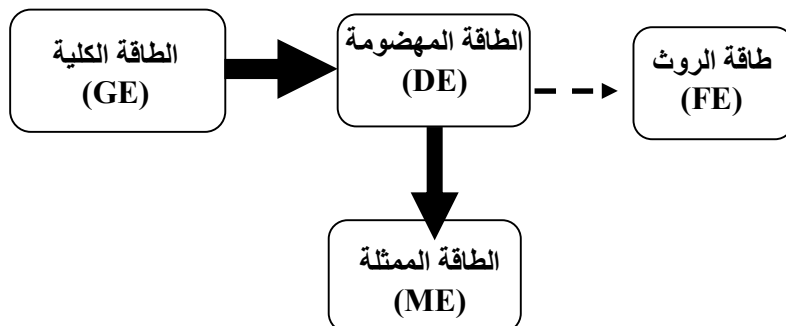 الطاقة الكلية
(GE)
الطاقة المهضومة
(DE)
طاقة الروث
(FE)
الطاقة الممثلة
(ME)